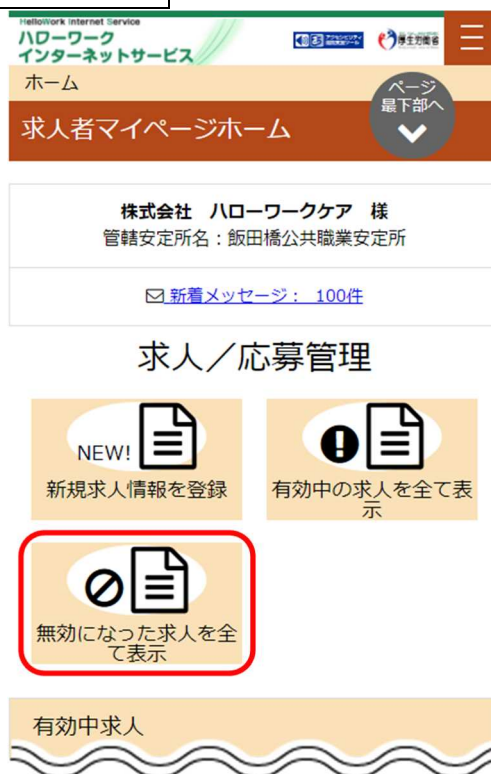 HelloWork Internet Service
ハローワーク
インターネットサービス
厚生労働省
ホーム
ページ
最下部へ
求人者マイページホーム
株式会社 ハローワークケア 様
管轄安定所名:飯田橋公共職業安定所
新着メッセージ: 100件
求人/応募管理
NEW!
新規求人情報を登録
有効中の求人を全て表
示
無効になった求人を全
て表示
有効中求人